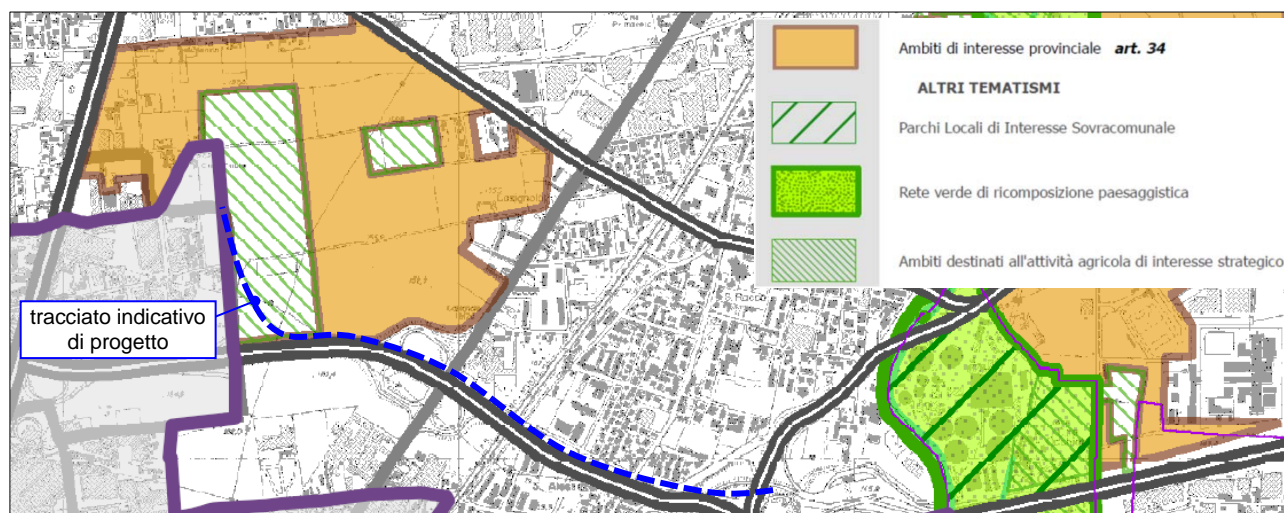 Ambiti di interesse provinciale art. 34
ALTRI TEMATISMI
Parchi Locali di Interesse Sovracomunale
Rete verde di ricomposizione paesaggistica
Ambiti destinati all'attività agricola di interesse strategico
tracciato indicativo
di progetto
S. Rocco